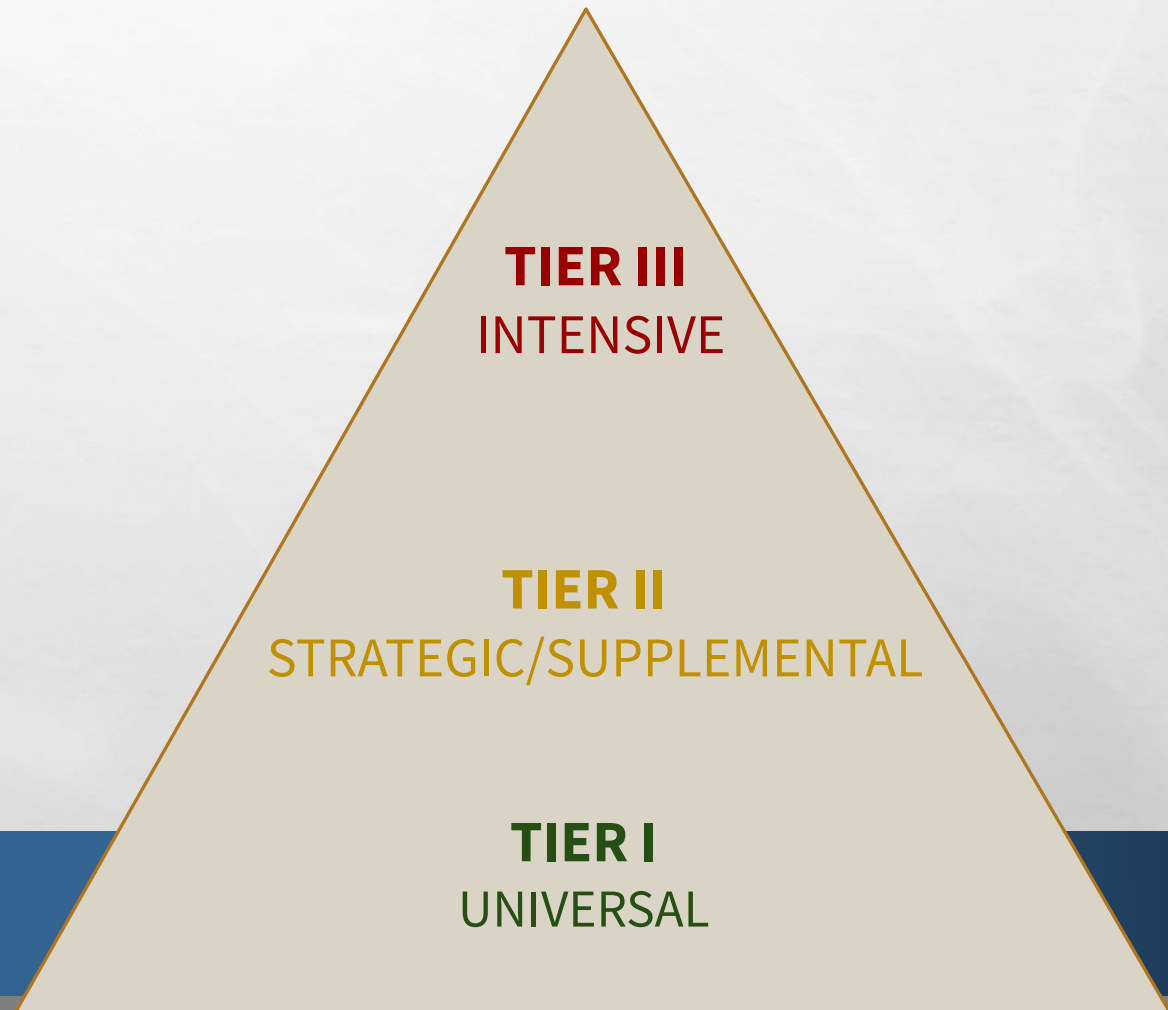 TIER III
INTENSIVE
TIER II
STRATEGIC/SUPPLEMENTAL
TIER I
UNIVERSAL